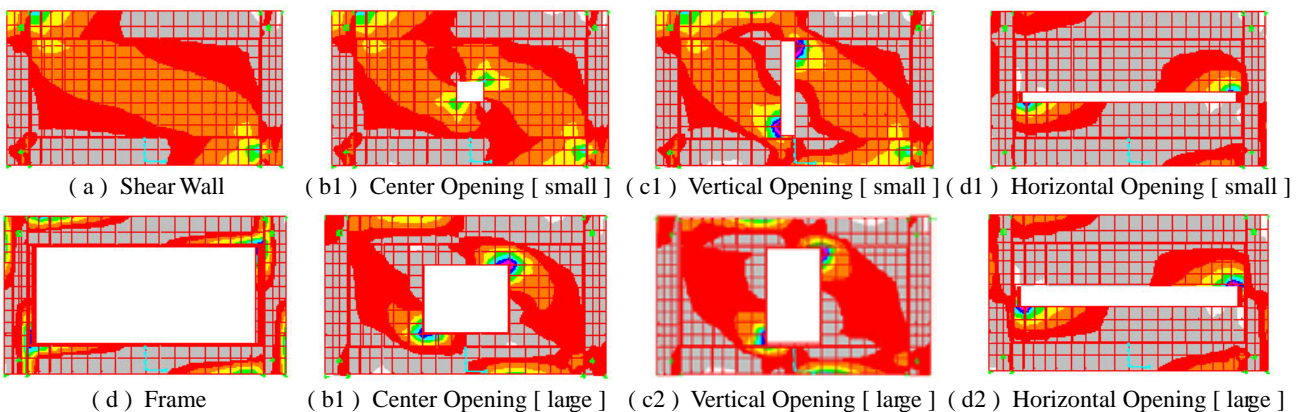 ( a ) Shear Wall
( b1 ) Center Opening [ small ]
( c1 ) Vertical Opening [ small ]
( d1 ) Horizontal Opening [ small ]
( d ) Frame
( b1 ) Center Opening [ large ]
( c2 ) Vertical Opening [ large ]
( d2 ) Horizontal Opening [ large ]